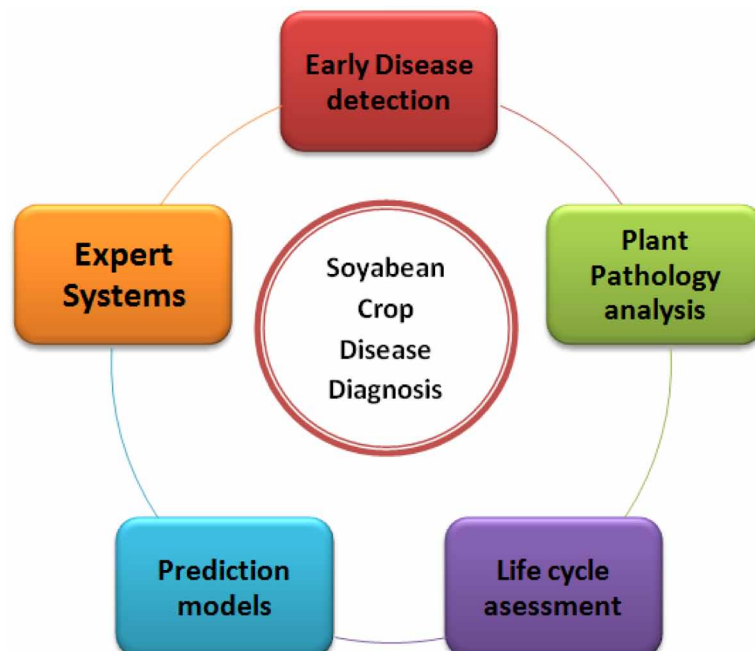 Early Disease
detection
Expert
Systems
Plant
Pathology
analysis
Soyabean
Crop
Disease
Diagnosis
Prediction
models
Life cycle
asessment